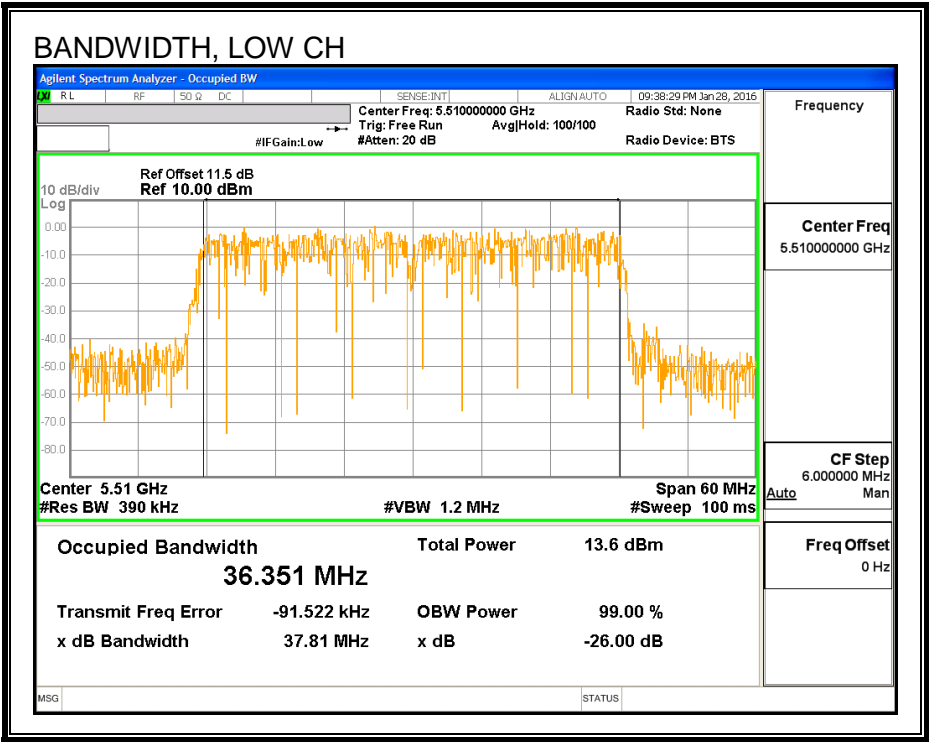 BANDWIDTH, LOW CH
Agilent Spectrum Analyzer - Occupied BW
LXI RL RF 50 Ω DC SENSE:INT ALIGN AUTO 09:38:29 PM Jan 28, 2016
Center Freq: 5.510000000 GHz Radio Std: None
Trig: Free Run Avg|Hold: 100/100
#IFGain:Low #Atten: 20 dB Radio Device: BTS
Ref Offset 11.5 dB
10 dB/div Ref 10.00 dBm
Log
0.00
-10.0
-20.0
-30.0
-40.0
-50.0
-60.0
-70.0
-80.0
Center 5.51 GHz Span 60 MHz
#Res BW 390 kHz #VBW 1.2 MHz #Sweep 100 ms
Occupied Bandwidth Total Power 13.6 dBm
36.351 MHz
Transmit Freq Error -91.522 kHz OBW Power 99.00 %
x dB Bandwidth 37.81 MHz x dB -26.00 dB
MSG STATUS
Frequency
Center Freq
5.510000000 GHz
CF Step
6.000000 MHz
Auto Man
Freq Offset
0 Hz